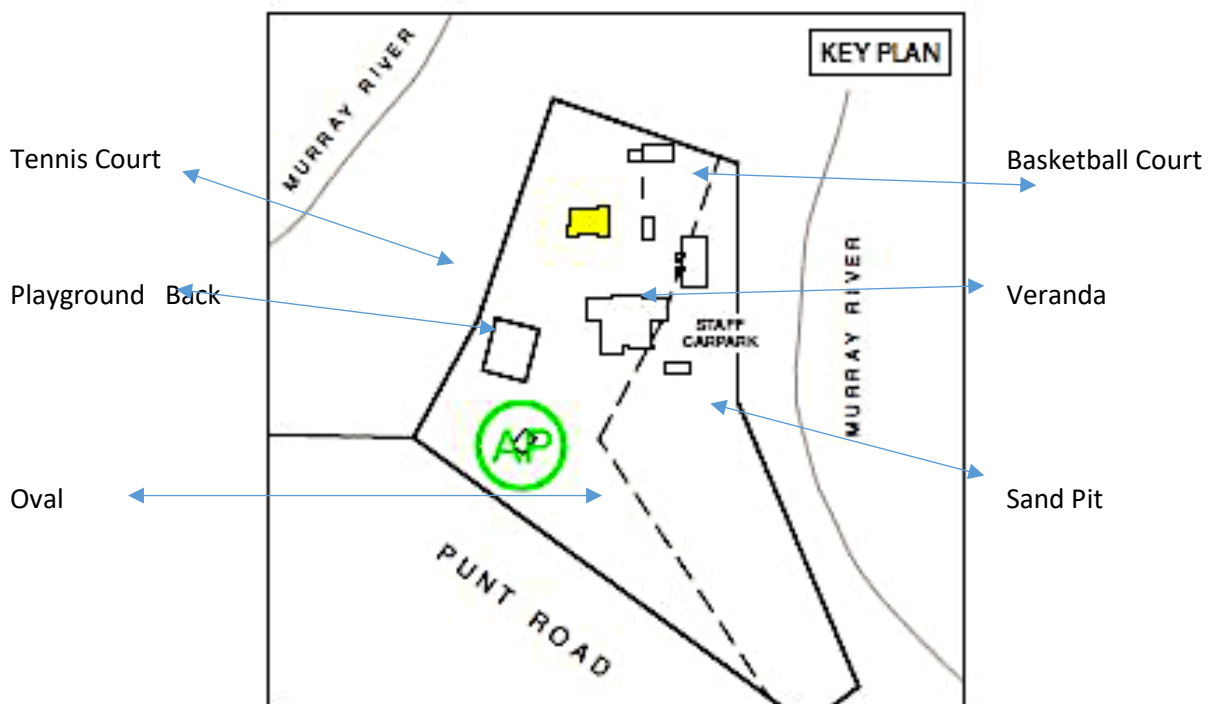 KEY PLAN
MURRAY RIVER
Tennis Court
Basketball Court
Playground Back
Veranda
STAFF
CARPARK
MURRAY RIVER
AP
Oval
Sand Pit
PUNT ROAD